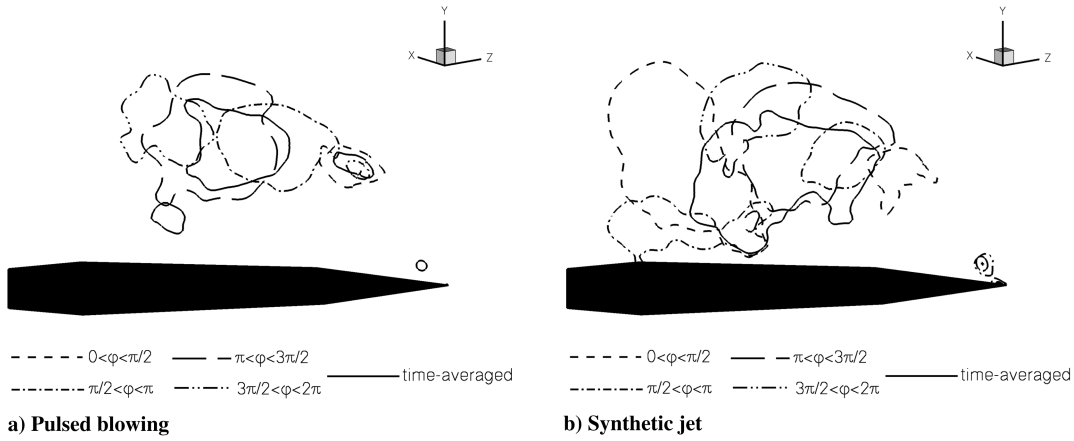 Y
X
Z
0<φ<π/2
π<φ<3π/2
π/2<φ<π
3π/2<φ<2π
time-averaged
a) Pulsed blowing
Y
X
Z
0<φ<π/2
π<φ<3π/2
π/2<φ<π
3π/2<φ<2π
time-averaged
b) Synthetic jet